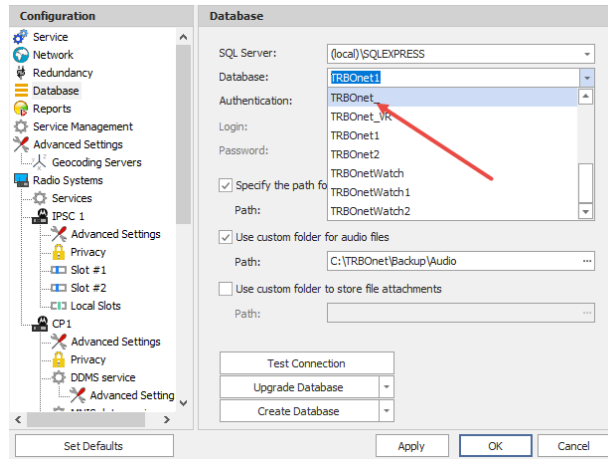 Configuration
Service
Network
Redundancy
Database
Reports
Service Management
Advanced Settings
Geocoding Servers
Radio Systems
Services
IPSC 1
Advanced Settings
Privacy
Slot #1
Slot #2
Local Slots
CP1
Advanced Settings
Privacy
DDMS service
Advanced Setting
Set Defaults
Database
SQL Server: (local)\SQLEXPRESS
Database: TRBOnet1
Authentication: TRBOnet_
TRBOnet_VR
Login: TRBOnet1
Password: TRBOnet2
TRBOnetWatch
Specify the path fo TRBOnetWatch1
Path: TRBOnetWatch2
Use custom folder for audio files
Path: C:\TRBOnet\Backup\Audio ...
Use custom folder to store file attachments
Path: ...
Test Connection
Upgrade Database
Create Database
Apply OK Cancel